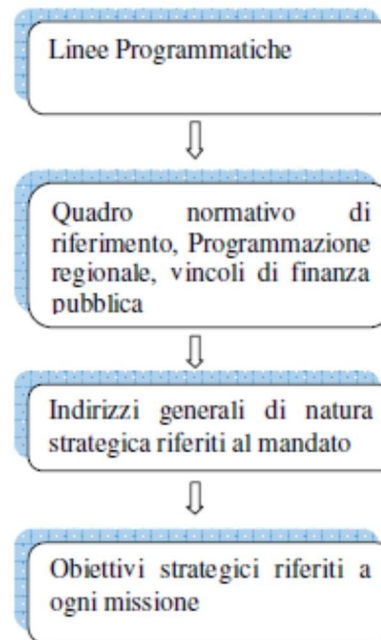 Linee Programmatiche
Quadro normativo di
riferimento, Programmazione
regionale, vincoli di finanza
pubblica
Indirizzi generali di natura
strategica riferiti al mandato
Obiettivi strategici riferiti a
ogni missione